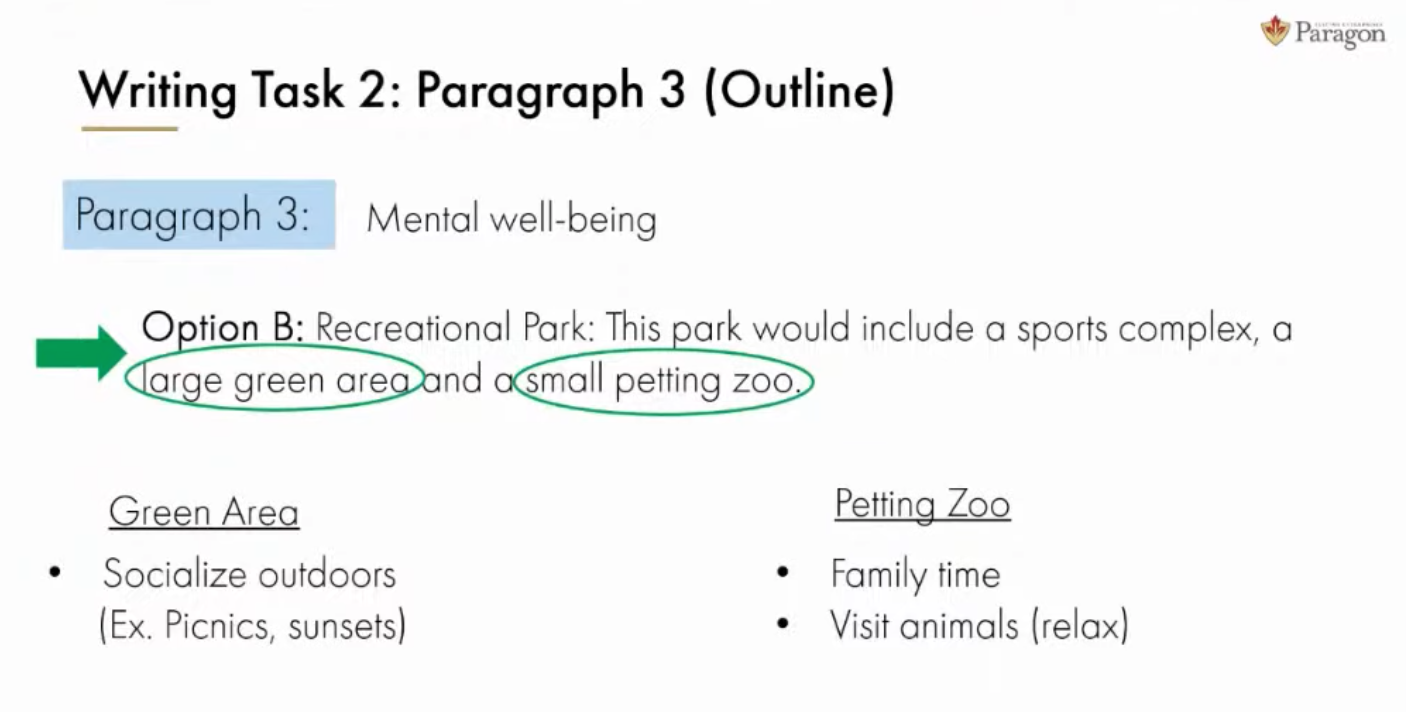 Paragon
Writing Task 2: Paragraph 3 (Outline)
Paragraph 3: Mental well-being
Option B: Recreational Park: This park would include a sports complex, a
large green area and a small petting zoo.
Green Area
• Socialize outdoors
(Ex. Picnics, sunsets)
Petting Zoo
• Family time
• Visit animals (relax)